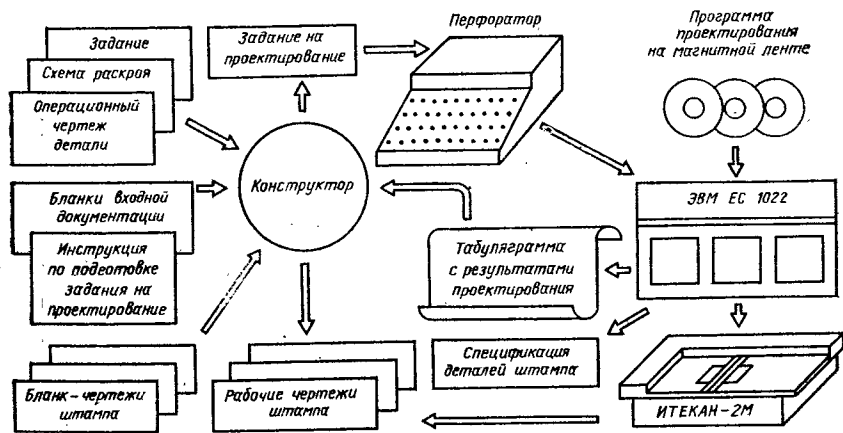 Задание
Схема раскроя
Операционный
чертеж
детали
Задание на
проектирование
Перфоратор
Программа
проектирования
на магнитной ленте
Конструктор
Бланки входной
документации
Инструкция
по подготовке
задания на
проектирование
Табуляграмма
с результатами
проектирования
ЭВМ ЕС 1022
Бланк-чертежи
штампа
Рабочие чертежи
штампа
Спецификация
деталей штампа
ИТЕКАН-2М